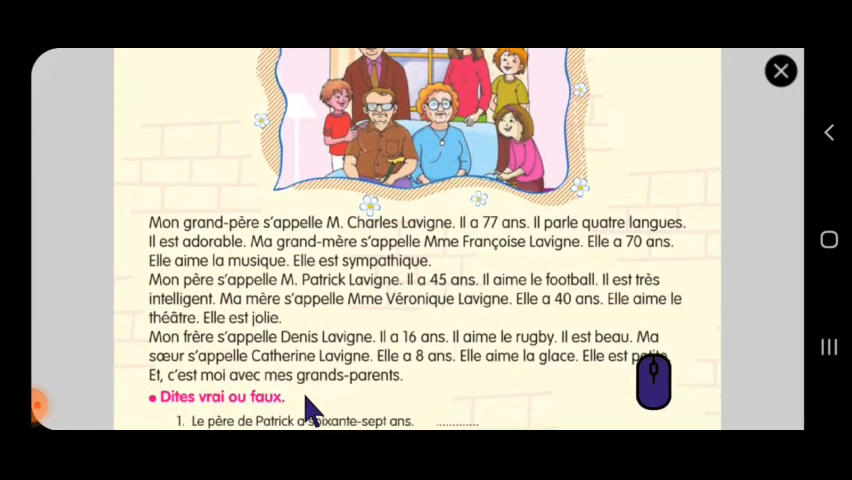 Mon grand-père s'appelle M. Charles Lavigne. Il a 77 ans. Il parle quatre langues.
Il est adorable. Ma grand-mère s'appelle Mme Françoise Lavigne. Elle a 70 ans.
Elle aime la musique. Elle est sympathique.
Mon père s'appelle M. Patrick Lavigne. Il a 45 ans. Il aime le football. Il est très
intelligent. Ma mère s'appelle Mme Véronique Lavigne. Elle a 40 ans. Elle aime le
théâtre. Elle est jolie.
Mon frère s'appelle Denis Lavigne. Il a 16 ans. Il aime le rugby. Il est beau. Ma
sœur s'appelle Catherine Lavigne. Elle a 8 ans. Elle aime la glace. Elle est petite.
Et, c'est moi avec mes grands-parents.
• Dites vrai ou faux.
1. Le père de Patrick a soixante-sept ans. .............